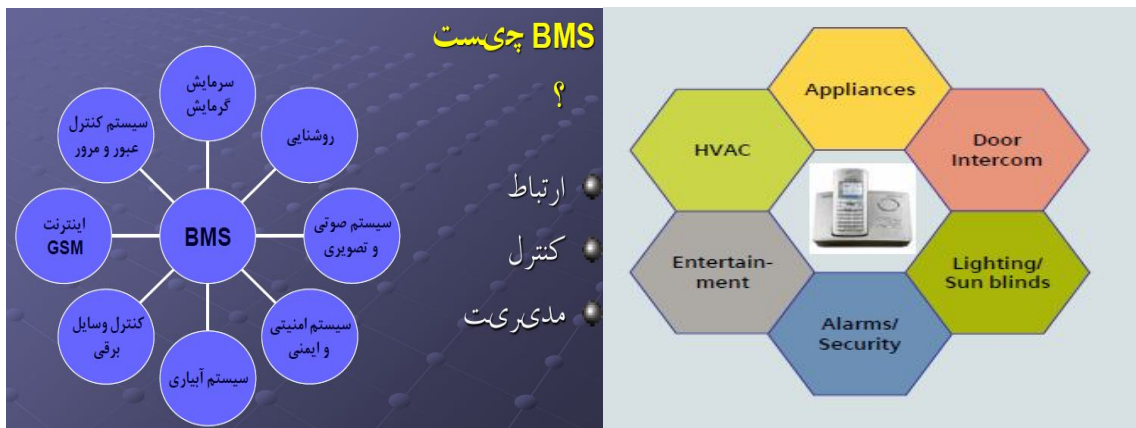 BMS چیست
؟
ارتباط
کنترل
مدیریت
سرمایش
گرمایش
روشنایی
سیستم صوتی
و تصویری
سیستم امنیتی
و ایمنی
سیستم آبیاری
کنترل وسایل
برقی
اینترنت
GSM
سیستم کنترل
عبور و مرور
BMS
Appliances
Door
Intercom
Lighting/
Sun blinds
Alarms/
Security
Entertain-
ment
HVAC